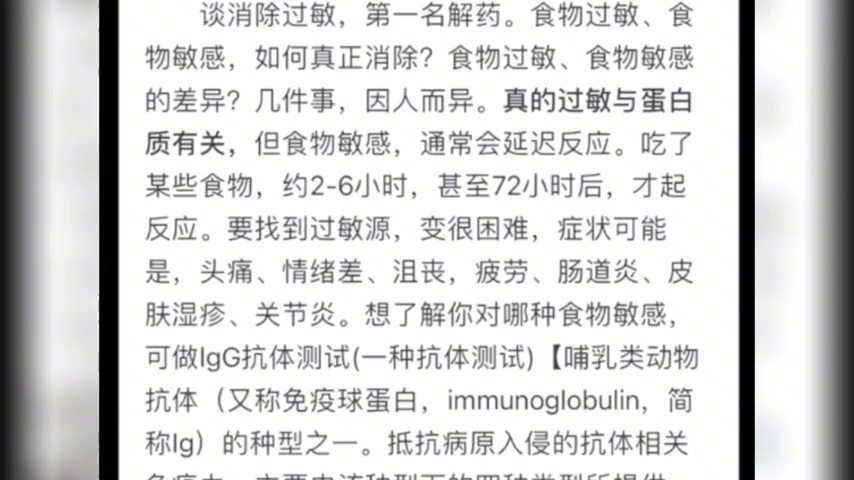 谈消除过敏，第一名解药。食物过敏、食
物敏感，如何真正消除？食物过敏、食物敏感
的差异？几件事，因人而异。真的过敏与蛋白
质有关，但食物敏感，通常会延迟反应。吃了
某些食物，约2-6小时，甚至72小时后，才起
反应。要找到过敏源，变很困难，症状可能
是，头痛、情绪差、沮丧，疲劳、肠道炎、皮
肤湿疹、关节炎。想了解你对哪种食物敏感，
可做IgG抗体测试(一种抗体测试)【哺乳类动物
抗体（又称免疫球蛋白，immunoglobulin，简
称Ig）的种型之一。抵抗病原入侵的抗体相关